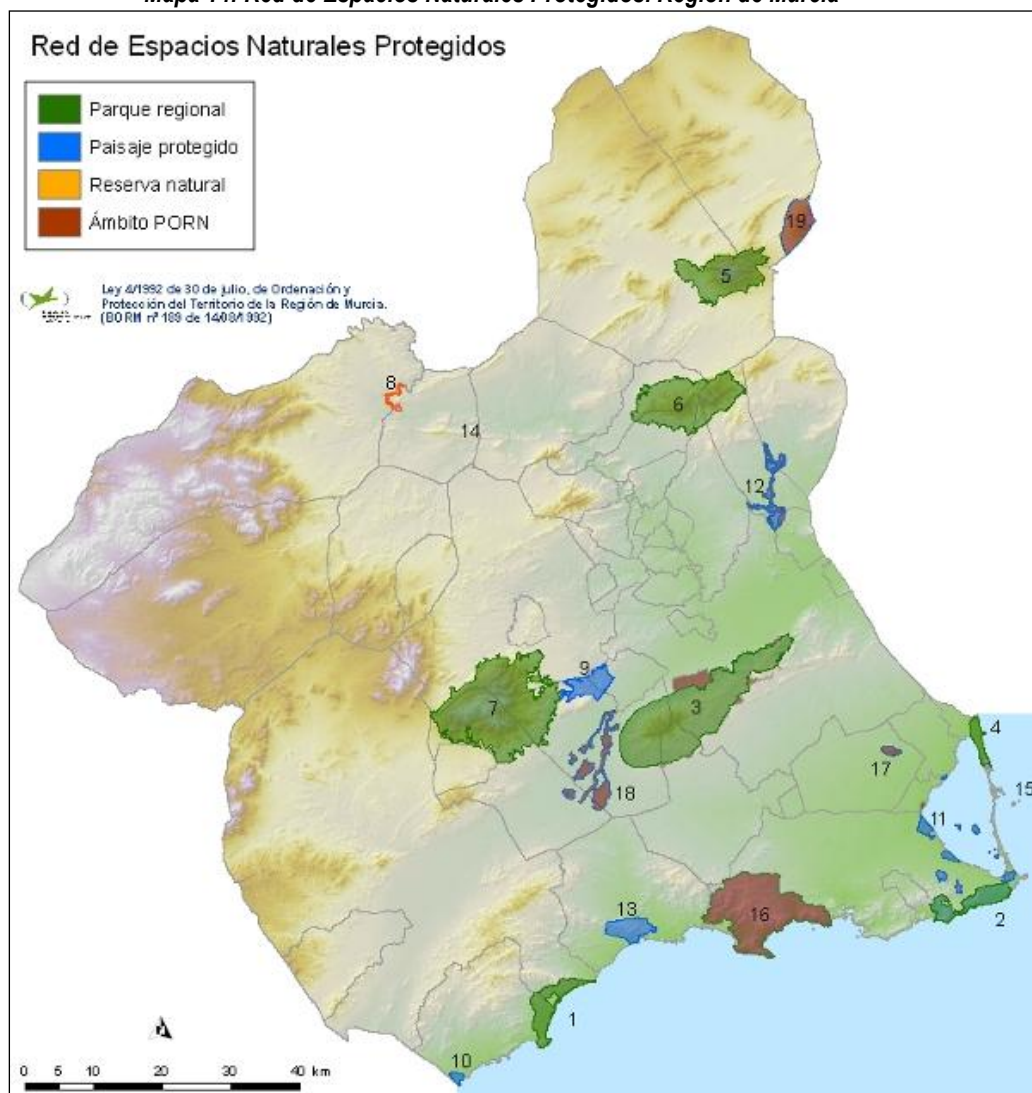 Mapa 14. Red de Espacios Naturales Protegidos. Región de Murcia
Red de Espacios Naturales Protegidos
Parque regional
Paisaje protegido
Reserva natural
Ámbito PORN
Ley 4/1992 de 30 de julio, de Ordenación y
Protección del Territorio de la Región de Murcia.
(BORM nº 189 de 14/08/1992)
19
5
8
6
14
12
9
7
3
4
17
15
18
11
16
13
2
1
10
0 5 10 20 30 40 km